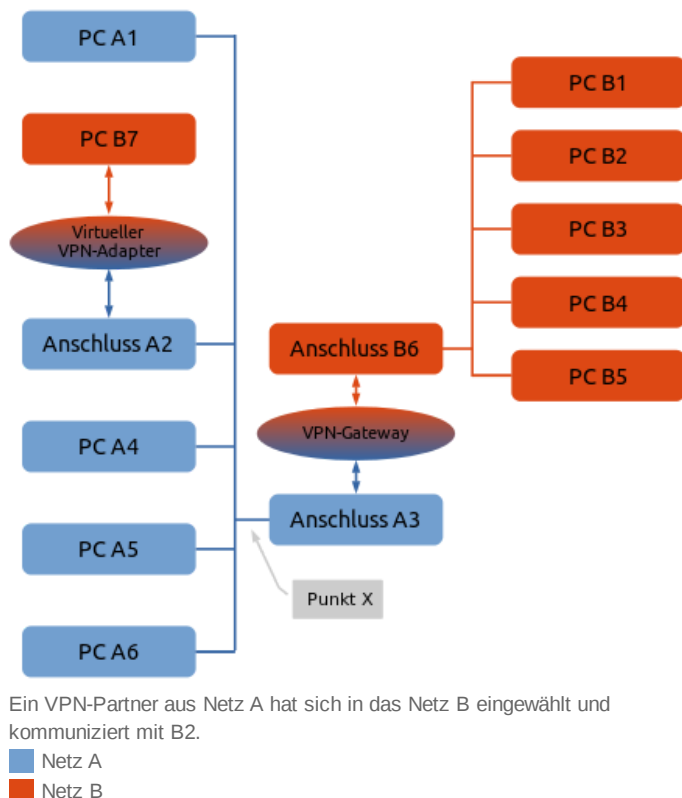 PC A1
PC B7
Virtueller
VPN-Adapter
Anschluss A2
PC A4
PC A5
PC A6
Anschluss B6
VPN-Gateway
Anschluss A3
Punkt X
PC B1
PC B2
PC B3
PC B4
PC B5
Ein VPN-Partner aus Netz A hat sich in das Netz B eingewählt und
kommuniziert mit B2.
Netz A
Netz B